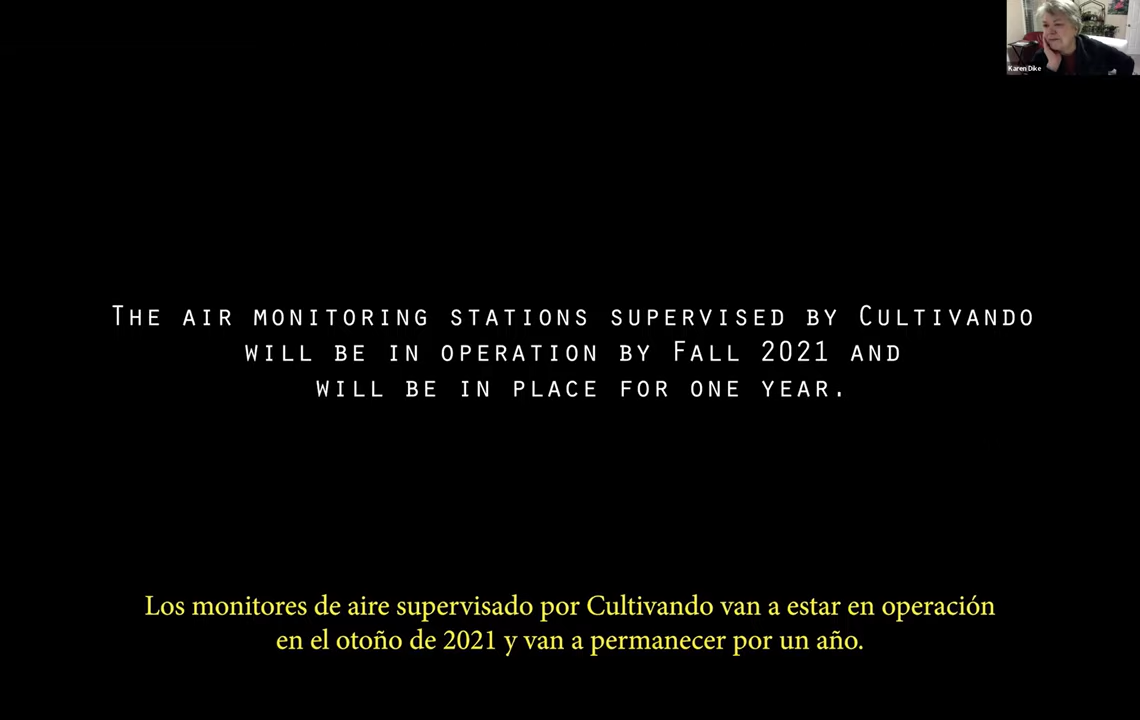 Karen Dike
The air monitoring stations supervised by Cultivando
will be in operation by Fall 2021 and
will be in place for one year.
Los monitores de aire supervisado por Cultivando van a estar en operación
en el otoño de 2021 y van a permanecer por un año.